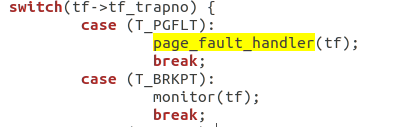 switch(tf->tf_trapno) {
case (T_PGFLT):
page_fault_handler(tf);
break;
case (T_BRKPT):
monitor(tf);
break;